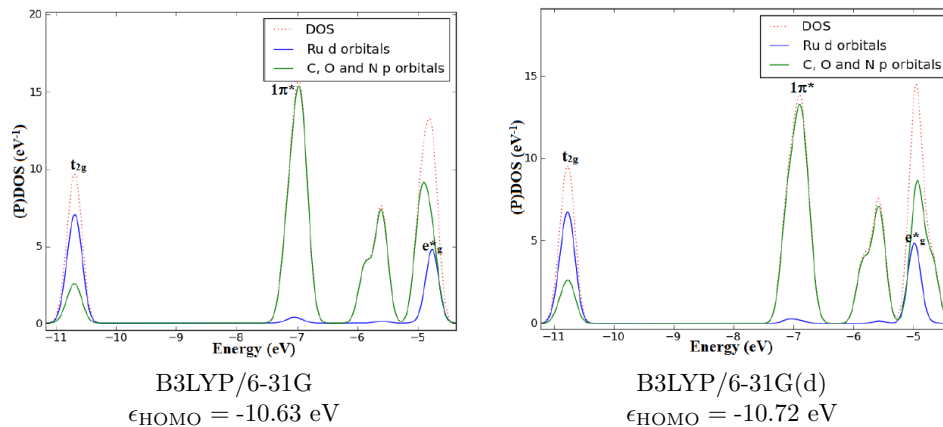 20
15
10
5
0
(P)DOS (eV⁻¹)
DOS
Ru d orbitals
C, O and N p orbitals
1π*
t₂g
e*g
−11 −10 −9 −8 −7 −6 −5
Energy (eV)
B3LYP/6-31G
ϵHOMO = -10.63 eV
15
10
5
0
(P)DOS (eV⁻¹)
DOS
Ru d orbitals
C, O and N p orbitals
1π*
t₂g
e*g
−11 −10 −9 −8 −7 −6 −5
Energy (eV)
B3LYP/6-31G(d)
ϵHOMO = -10.72 eV